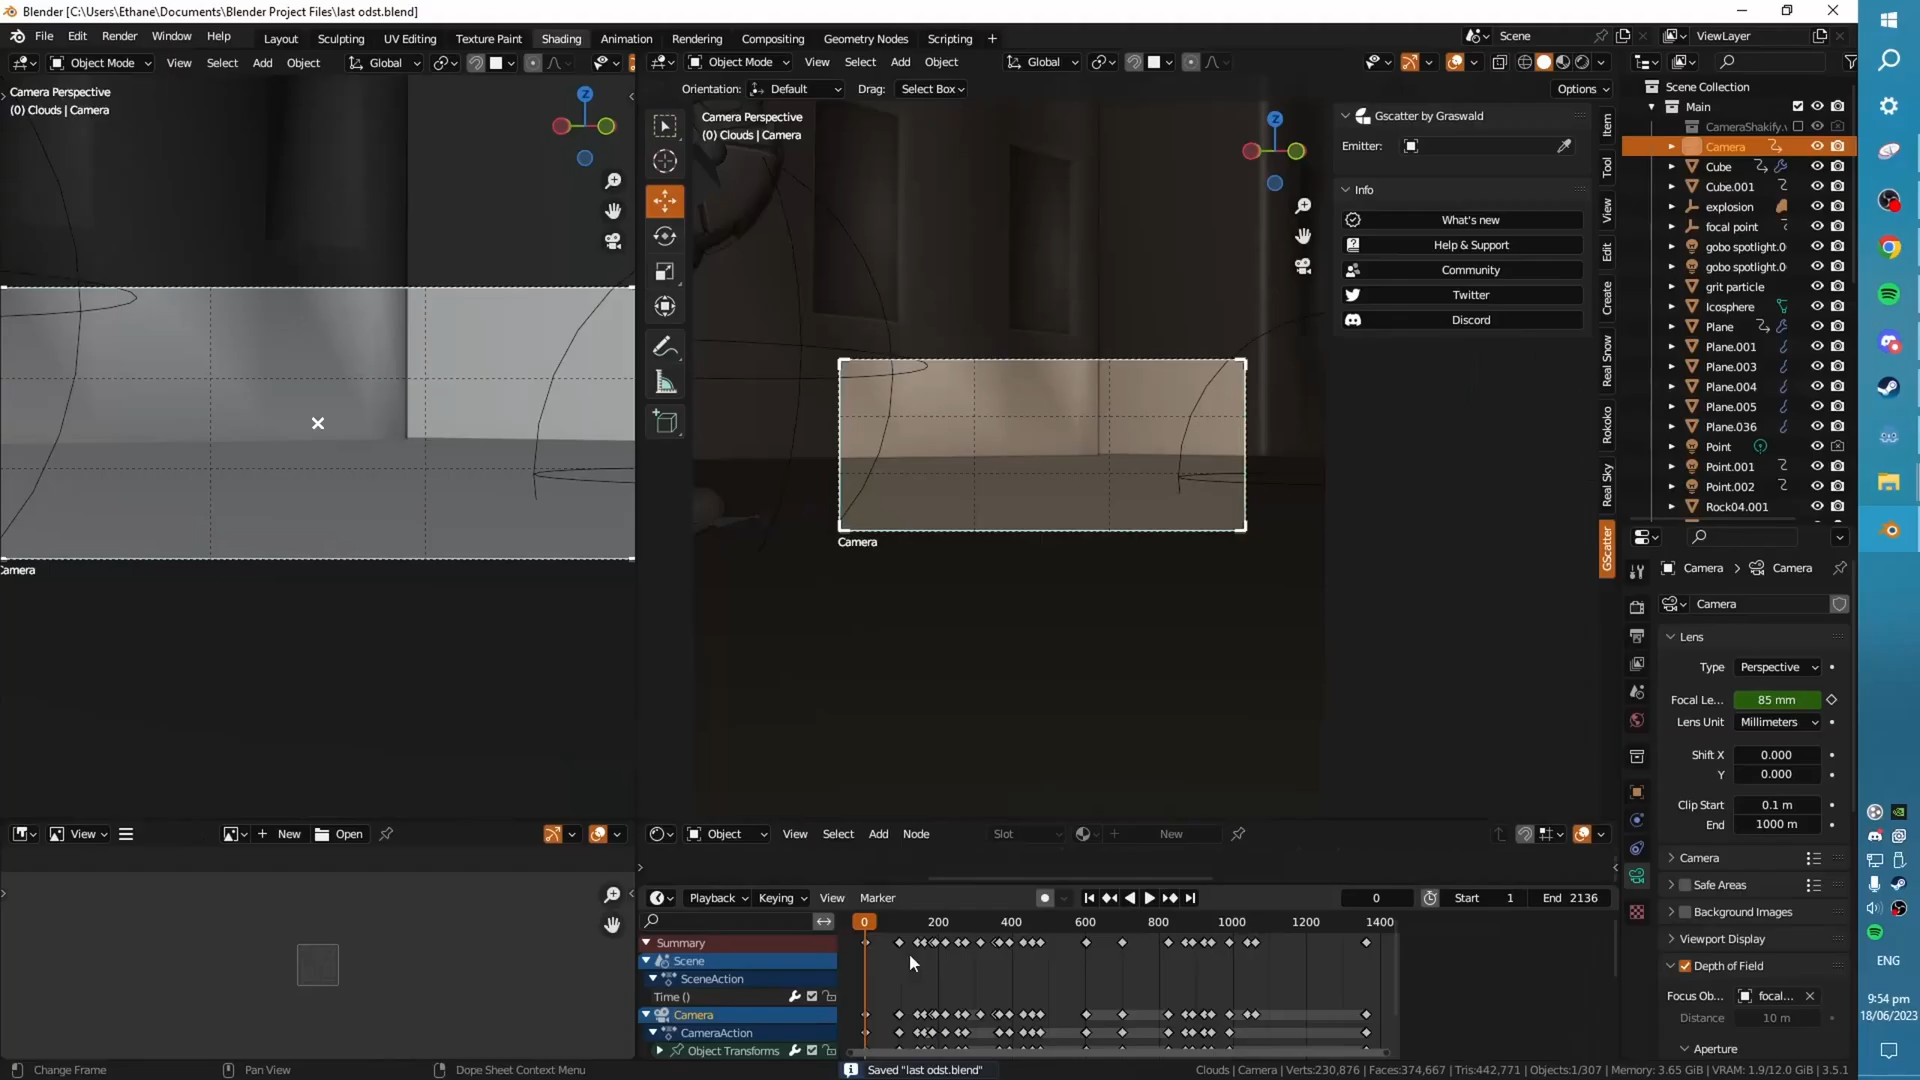 Blender [C:\Users\Ethane\Documents\Blender Project Files\last odst.blend]
File Edit Render Window Help Layout Sculpting UV Editing Texture Paint Shading Animation Rendering Compositing Geometry Nodes Scripting + Scene ViewLayer
Object Mode View Select Add Object Global
Object Mode View Select Add Object Global
Orientation: Default Drag: Select Box Options
Camera Perspective
(0) Clouds | Camera
Z
Camera Perspective
(0) Clouds | Camera
Z
Camera
Gscatter by Graswald
Emitter:
Info
What's new
Help & Support
Community
Twitter
Discord
Item
Tool
View
Edit
Create
Real Snow
Rokoko
Real Sky
GScatter
Scene Collection
Main
CameraShakify.
Camera
Cube
Cube.001
explosion
focal point
gobo spotlight.0
gobo spotlight.0
grit particle
Icosphere
Plane
Plane.001
Plane.003
Plane.004
Plane.005
Plane.036
Point
Point.001
Point.002
Rock04.001
Camera > Camera
Camera
Lens
Type Perspective
Focal Le... 85 mm
Lens Unit Millimeters
Shift X 0.000
Y 0.000
Clip Start 0.1 m
End 1000 m
Camera
Safe Areas
Background Images
Viewport Display
Depth of Field
Focus Ob... focal...
Distance 10 m
Aperture
View New Open
Object View Select Add Node Slot New
Playback Keying View Marker 0 Start 1 End 2136
0 200 400 600 800 1000 1200 1400
Summary
Scene
SceneAction
Time ()
Camera
CameraAction
Object Transforms
Change Frame Pan View Dope Sheet Context Menu Saved "last odst.blend" Clouds | Camera | Verts:230,876 | Faces:374,667 | Tris:442,771 | Objects:1/307 | Memory: 3.65 GiB | VRAM: 1.9/12.0 GiB | 3.5.1
ENG
9:54 pm
18/06/2023